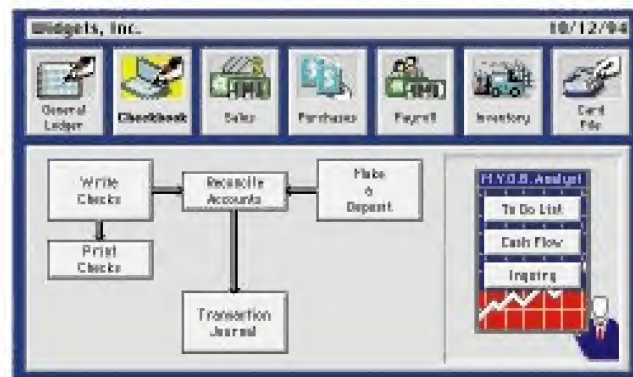 Widgets, Inc. 10/12/94
General
Ledger
Checkbook
Sales
Purchases
Payroll
Inventory
Card
File
Write
Checks
Reconcile
Accounts
Make
a
Deposit
Print
Checks
Transaction
Journal
M.Y.O.B. Analyst
To Do List
Cash Flow
Inquiry